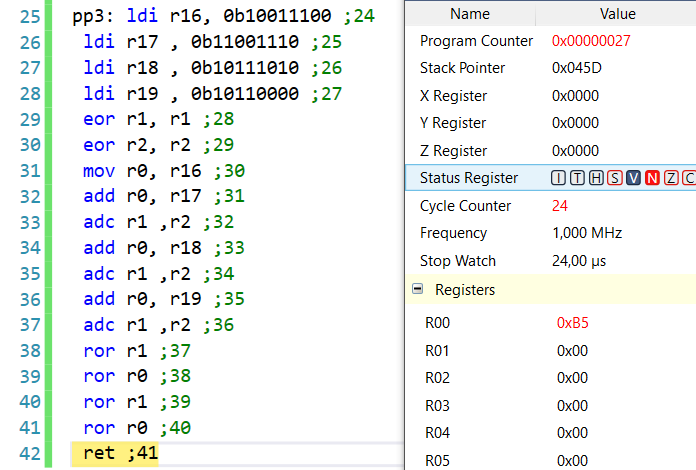 25 pp3: ldi r16, 0b10011100 ;24
26 ldi r17 , 0b11001110 ;25
27 ldi r18 , 0b10111010 ;26
28 ldi r19 , 0b10110000 ;27
29 eor r1, r1 ;28
30 eor r2, r2 ;29
31 mov r0, r16 ;30
32 add r0, r17 ;31
33 adc r1 ,r2 ;32
34 add r0, r18 ;33
35 adc r1 ,r2 ;34
36 add r0, r19 ;35
37 adc r1 ,r2 ;36
38 ror r1 ;37
39 ror r0 ;38
40 ror r1 ;39
41 ror r0 ;40
42 ret ;41
Name Value
Program Counter 0x00000027
Stack Pointer 0x045D
X Register 0x0000
Y Register 0x0000
Z Register 0x0000
Status Register I T H S V N Z C
Cycle Counter 24
Frequency 1,000 MHz
Stop Watch 24,00 µs
Registers
R00 0xB5
R01 0x00
R02 0x00
R03 0x00
R04 0x00
R05 0x00